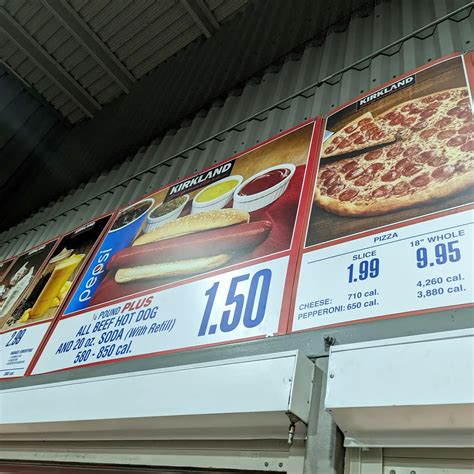 KIRKLAND
pepsi
¼ POUND PLUS
ALL BEEF HOT DOG
AND 20 oz. SODA (With Refill)
580 - 850 cal.
1.50
KIRKLAND
PIZZA
SLICE
18" WHOLE
1.99
9.95
CHEESE: 710 cal. 4,260 cal.
PEPPERONI: 650 cal. 3,880 cal.
KIRKLAND